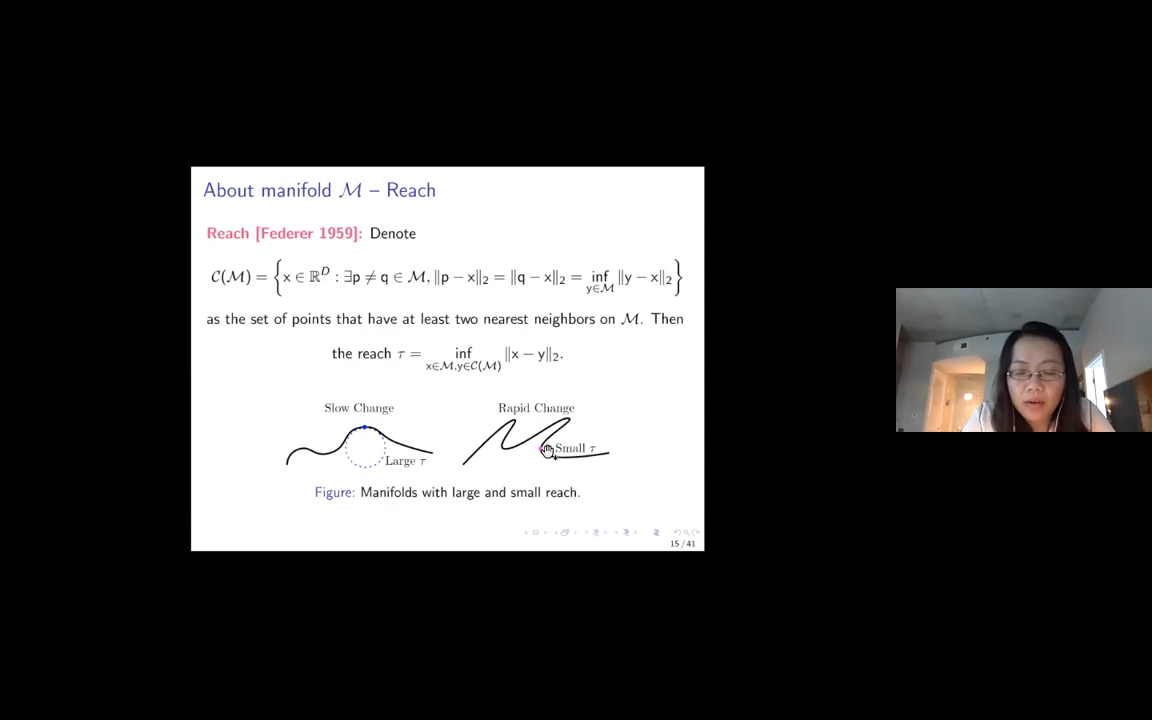 About manifold ℳ – Reach
Reach [Federer 1959]: Denote
𝒞(ℳ) = {x ∈ ℝ^D : ∃p ≠ q ∈ ℳ, ‖p − x‖₂ = ‖q − x‖₂ = inf_{y∈ℳ} ‖y − x‖₂}
as the set of points that have at least two nearest neighbors on ℳ. Then
the reach τ = inf_{x∈ℳ,y∈𝒞(ℳ)} ‖x − y‖₂.
Slow Change
Rapid Change
Large τ
Small τ
Figure: Manifolds with large and small reach.
15 / 41